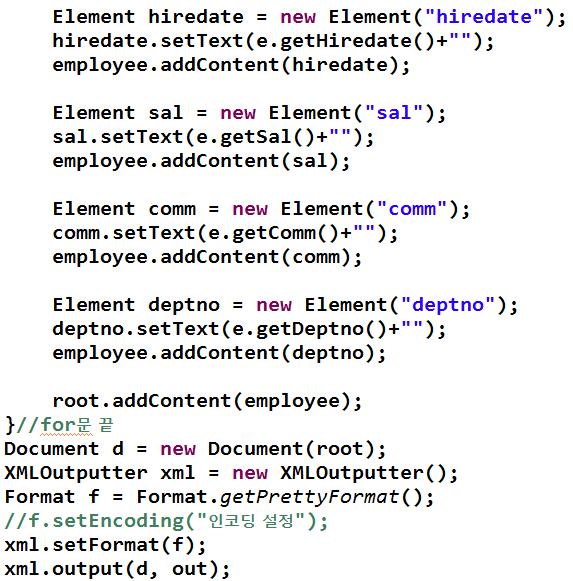 Element hiredate = new Element("hiredate");
hiredate.setText(e.getHiredate()+"");
employee.addContent(hiredate);
Element sal = new Element("sal");
sal.setText(e.getSal()+"");
employee.addContent(sal);
Element comm = new Element("comm");
comm.setText(e.getComm()+"");
employee.addContent(comm);
Element deptno = new Element("deptno");
deptno.setText(e.getDeptno()+"");
employee.addContent(deptno);
root.addContent(employee);
}//for문 끝
Document d = new Document(root);
XMLOutputter xml = new XMLOutputter();
Format f = Format.getPrettyFormat();
//f.setEncoding("인코딩 설정");
xml.setFormat(f);
xml.output(d, out);